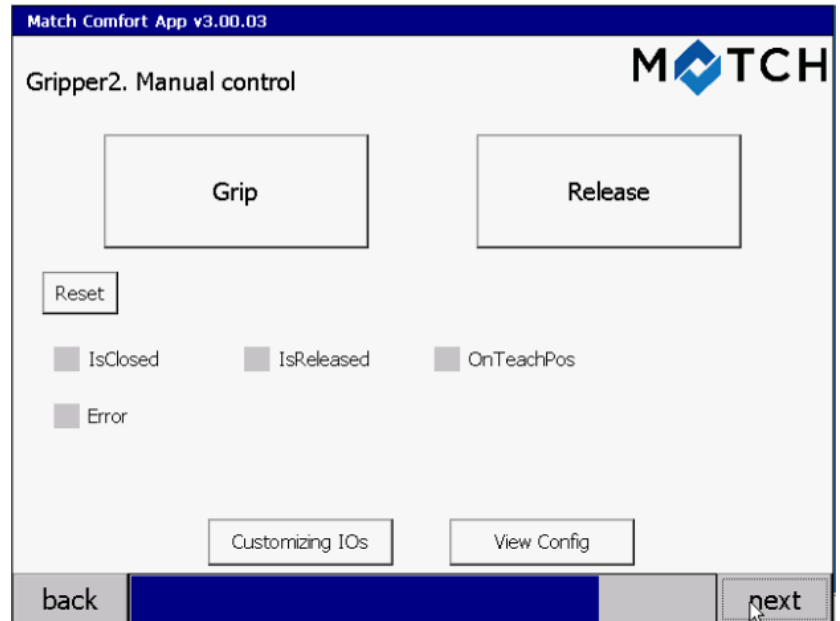 Match Comfort App v3.00.03
MATCH
Gripper2. Manual control
Grip Release
Reset
IsClosed IsReleased OnTeachPos
Error
Customizing IOs View Config
back next